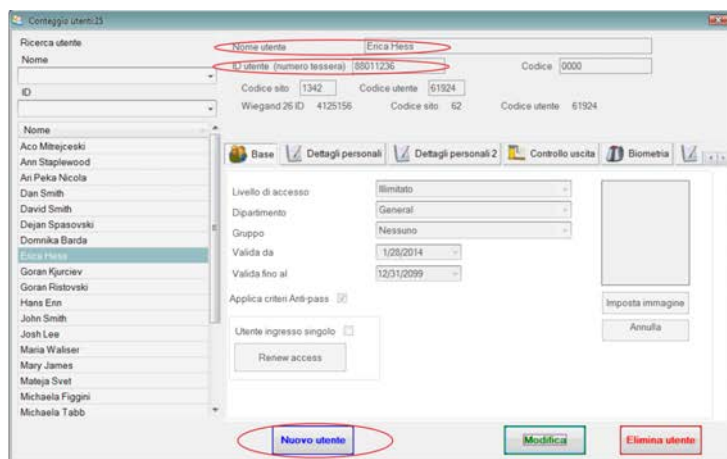 Conteggio utenti:25
Ricerca utente
Nome
ID
Nome
Aco Mitrejceski
Ann Staplewood
Ari Peka Nicola
Dan Smith
David Smith
Dejan Spasovski
Domnika Barda
Erica Hess
Goran Kjurciev
Goran Ristovski
Hans Enn
John Smith
Josh Lee
Maria Waliser
Mary James
Mateja Svet
Michaela Figgini
Michaela Tabb
Nome utente Erica Hess
ID utente (numero tessera) 88011236 Codice 0000
Codice sito 1342 Codice utente 61924
Wiegand 26 ID 4125156 Codice sito 62 Codice utente 61924
Base Dettagli personali Dettagli personali 2 Controllo uscita Biometria
Livello di accesso Illimitato
Dipartimento General
Gruppo Nessuno
Valida da 1/28/2014
Valida fino al 12/31/2099
Applica criteri Anti-pass
Utente ingresso singolo
Renew access
Imposta immagine
Annulla
Nuovo utente Modifica Elimina utente